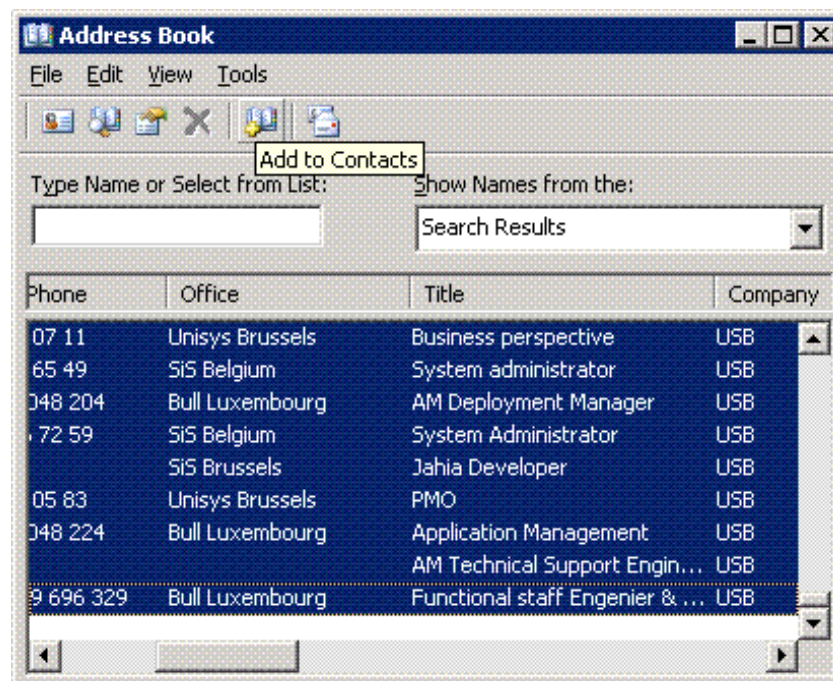 Address Book
File Edit View Tools
Add to Contacts
Type Name or Select from List: Show Names from the:
Search Results
Phone Office Title Company
07 11 Unisys Brussels Business perspective USB
65 49 SiS Belgium System administrator USB
048 204 Bull Luxembourg AM Deployment Manager USB
72 59 SiS Belgium System Administrator USB
SiS Brussels Jahia Developer USB
05 83 Unisys Brussels PMO USB
048 224 Bull Luxembourg Application Management USB
AM Technical Support Engin... USB
9 696 329 Bull Luxembourg Functional staff Engenier & ... USB